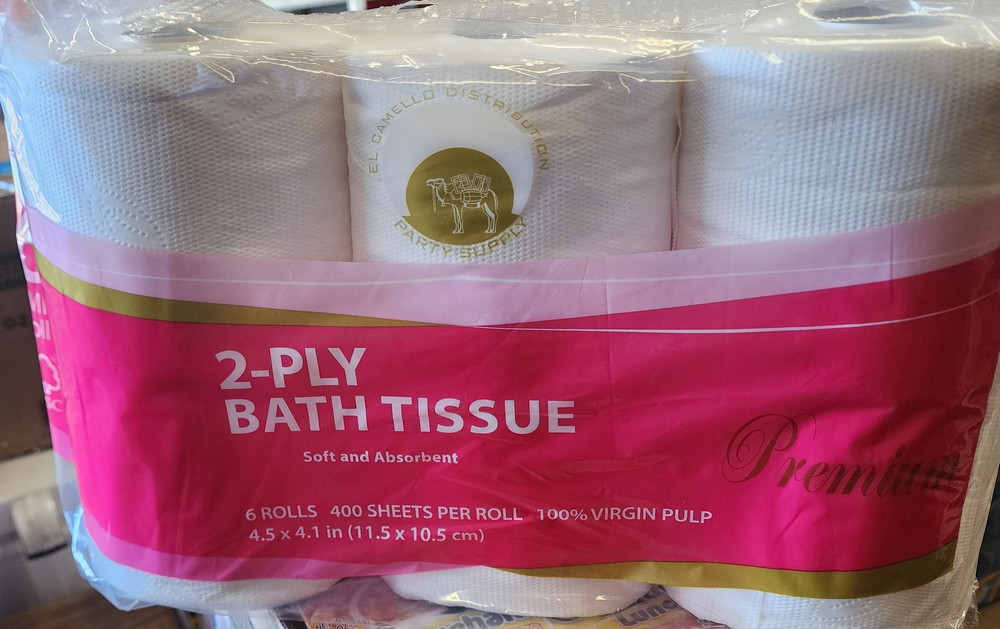 EL CAMELLO DISTRIBUTION
PARTY SUPPLY
2-PLY
BATH TISSUE
Soft and Absorbent
Premium
6 ROLLS 400 SHEETS PER ROLL 100% VIRGIN PULP
4.5 x 4.1 in (11.5 x 10.5 cm)